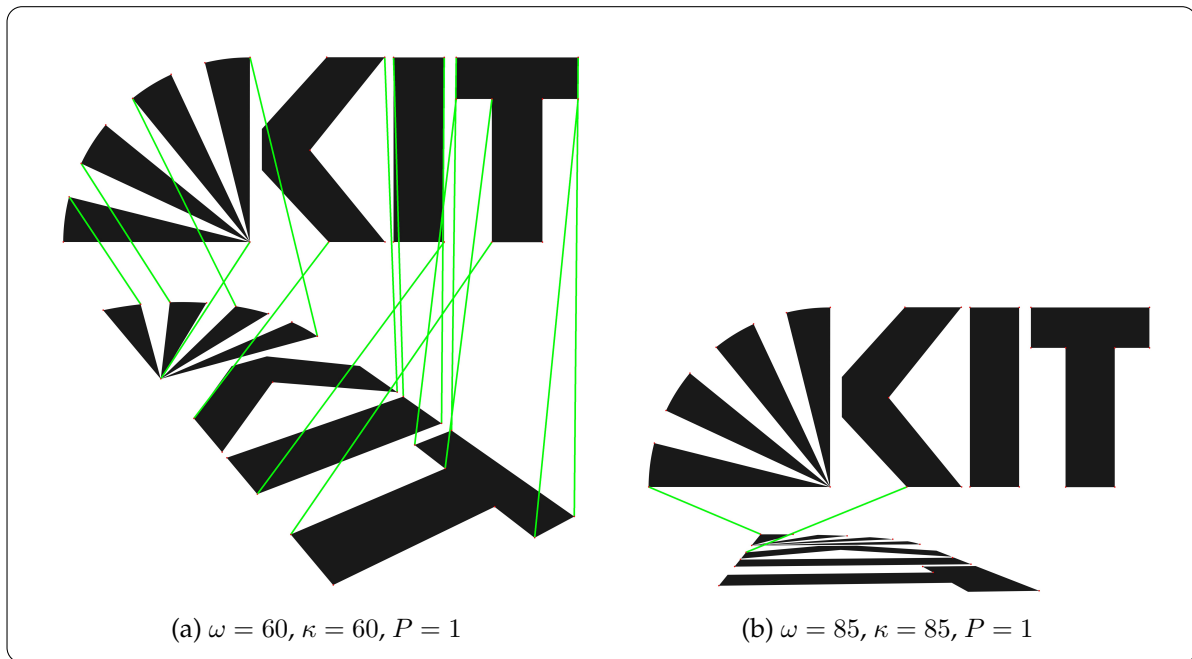 KIT
KIT
(a) ω = 60, κ = 60, P = 1
(b) ω = 85, κ = 85, P = 1